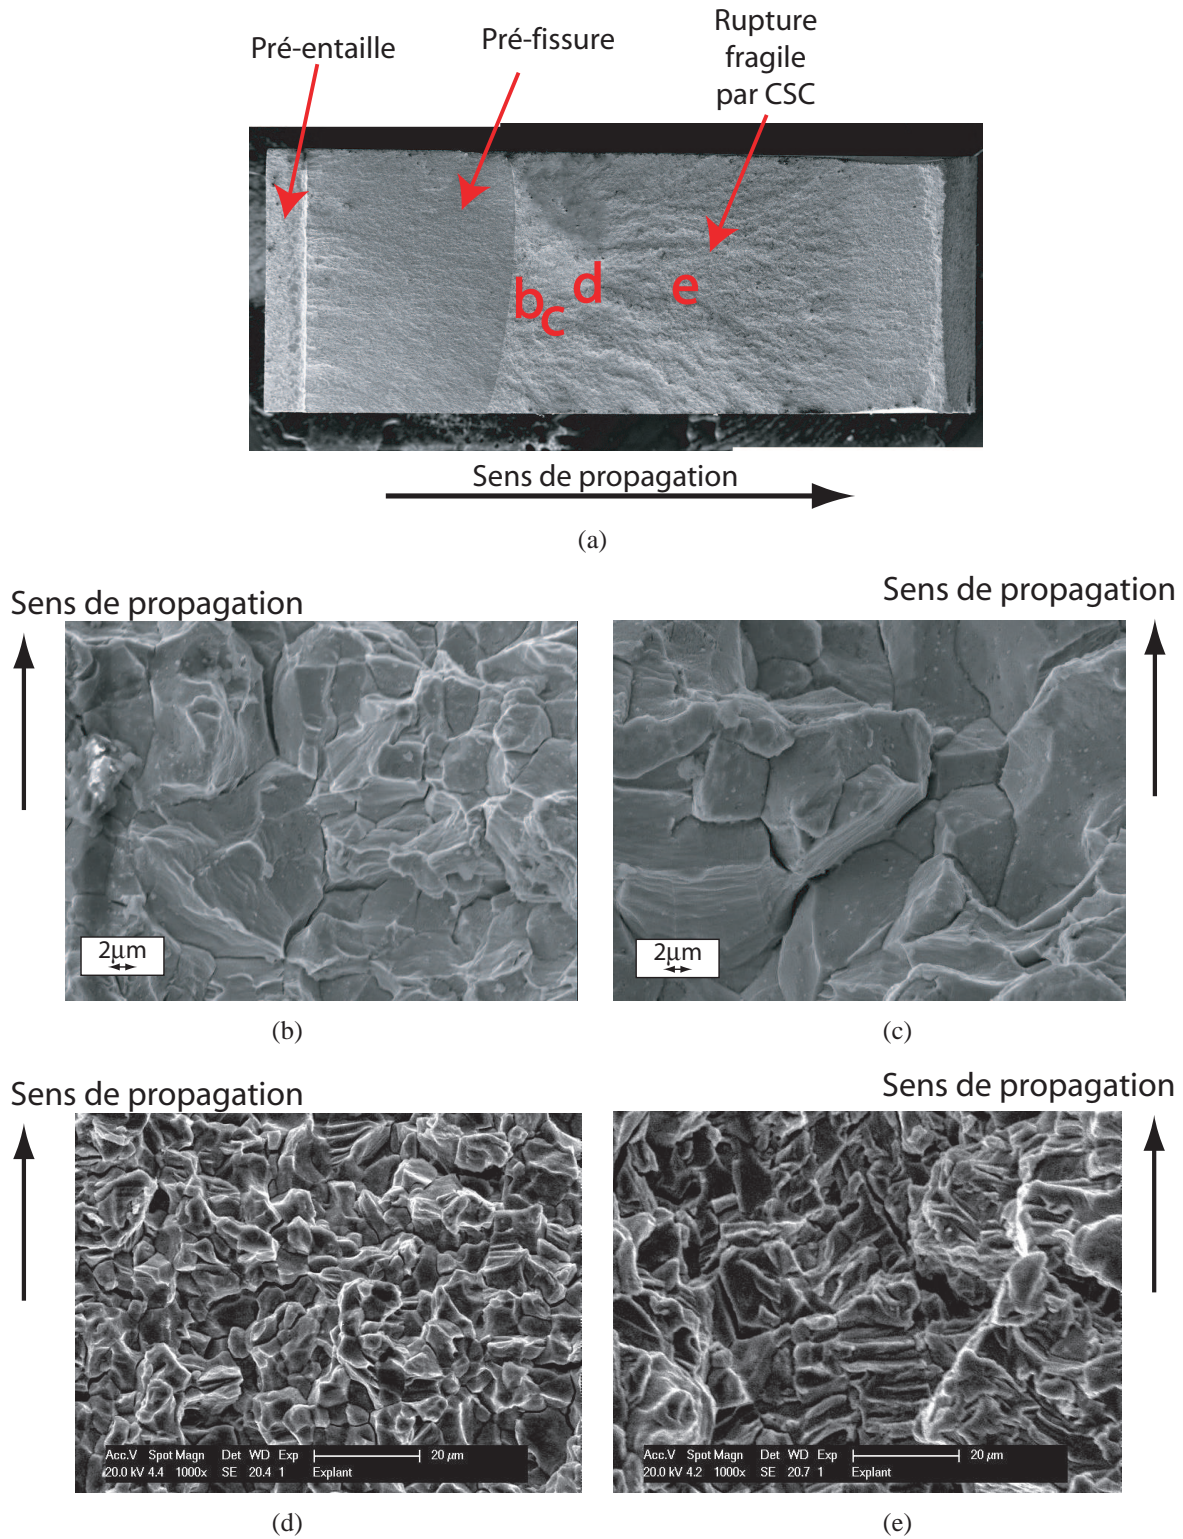 Pré-entaille
Pré-fissure
Rupture
fragile
par CSC
b
c
d
e
Sens de propagation
(a)
Sens de propagation
Sens de propagation
2µm
2µm
(b)
(c)
Sens de propagation
Sens de propagation
Acc.V Spot Magn Det WD Exp 20 µm
20.0 kV 4.4 1000x SE 20.4 1 Explant
Acc.V Spot Magn Det WD Exp 20 µm
20.0 kV 4.2 1000x SE 20.7 1 Explant
(d)
(e)